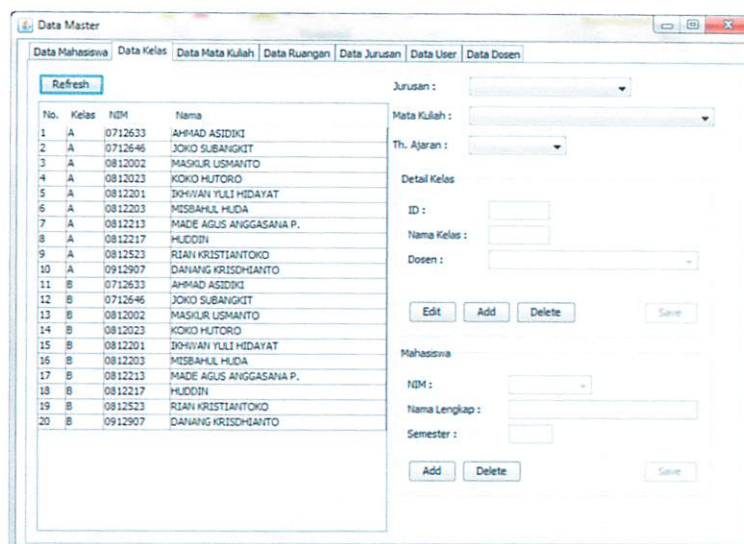 Data Master
Data Mahasiswa Data Kelas Data Mata Kuliah Data Ruangan Data Jurusan Data User Data Dosen
Refresh
No. Kelas NIM Nama
1 A 0712633 AHMAD ASIDIKI
2 A 0712646 JOKO SUBANGKIT
3 A 0812002 MASKUR USMANTO
4 A 0812023 KOKO HUTORO
5 A 0812201 IKHWAN YULI HIDAYAT
6 A 0812203 MISBAHUL HUDA
7 A 0812213 MADE AGUS ANGGASANA P.
8 A 0812217 HUDDIN
9 A 0812523 RIAN KRISTIANTOKO
10 A 0912907 DANANG KRISDHIANTO
11 B 0712633 AHMAD ASIDIKI
12 B 0712646 JOKO SUBANGKIT
13 B 0812002 MASKUR USMANTO
14 B 0812023 KOKO HUTORO
15 B 0812201 IKHWAN YULI HIDAYAT
16 B 0812203 MISBAHUL HUDA
17 B 0812213 MADE AGUS ANGGASANA P.
18 B 0812217 HUDDIN
19 B 0812523 RIAN KRISTIANTOKO
20 B 0912907 DANANG KRISDHIANTO
Jurusan :
Mata Kuliah :
Th. Ajaran :
Detail Kelas
ID :
Nama Kelas :
Dosen :
Edit Add Delete Save
Mahasiswa
NIM :
Nama Lengkap :
Semester :
Add Delete Save